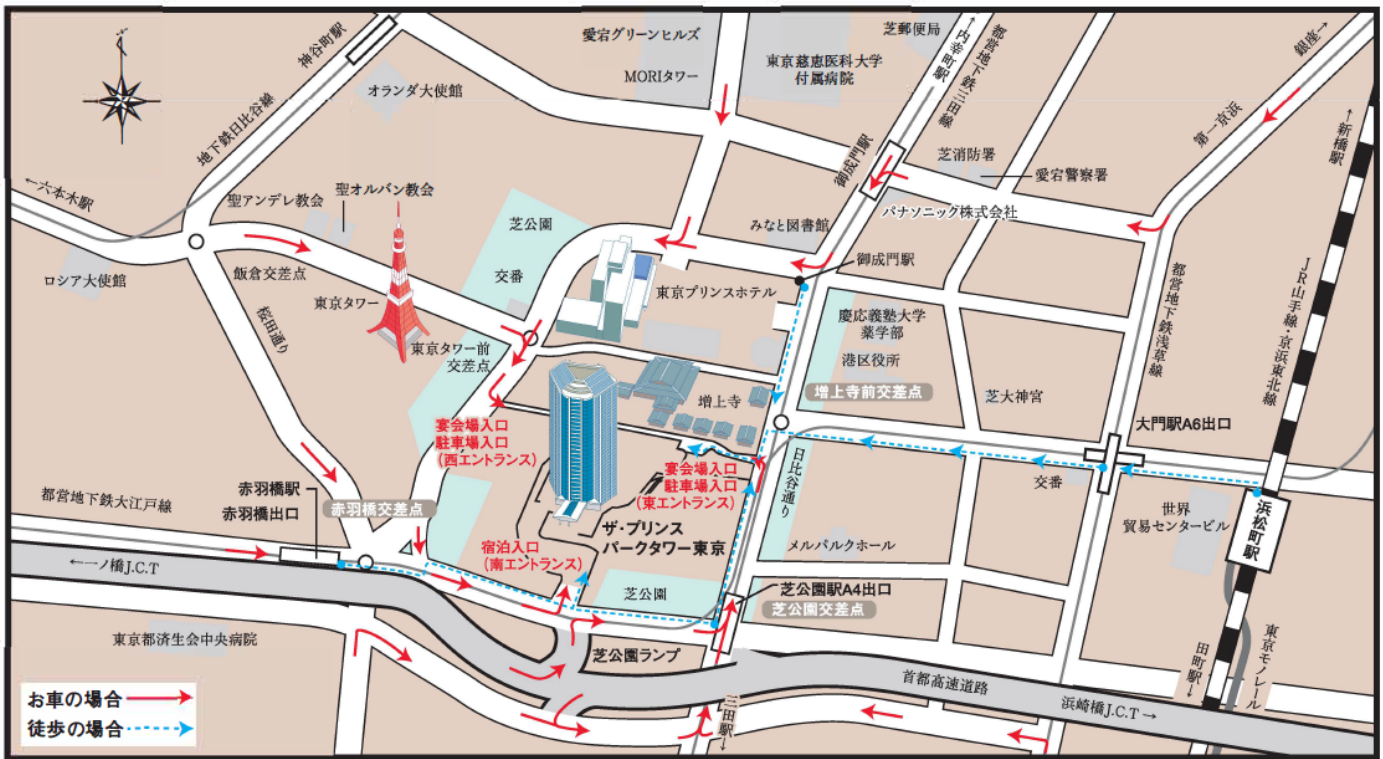 神谷町駅
愛宕グリーンヒルズ
MORIタワー
東京慈恵医科大学
付属病院
芝郵便局
←内幸町駅
都営地下鉄三田線
銀座→
第一京浜
←新橋駅
オランダ大使館
地下鉄日比谷線
御成門駅
芝消防署
愛宕警察署
パナソニック株式会社
←六本木駅
聖アンデレ教会
聖オルバン教会
芝公園
みなと図書館
御成門駅
ロシア大使館
飯倉交差点
交番
東京プリンスホテル
東京タワー
桜田通り
東京タワー前
交差点
慶応義塾大学
薬学部
港区役所
都営地下鉄浅草線
JR山手線・京浜東北線
増上寺
増上寺前交差点
芝大神宮
大門駅A6出口
宴会場入口
駐車場入口
(西エントランス)
宴会場入口
駐車場入口
(東エントランス)
日比谷通り
交番
世界
貿易センタービル
浜松町駅
都営地下鉄大江戸線
赤羽橋駅
赤羽橋出口
赤羽橋交差点
ザ・プリンス
パークタワー東京
宿泊入口
(南エントランス)
メルパルクホール
←一ノ橋J.C.T
芝公園
芝公園駅A4出口
芝公園交差点
東京都済生会中央病院
芝公園ランプ
首都高速道路
浜崎橋J.C.T→
三田駅→
田町駅→
東京モノレール
お車の場合
徒歩の場合